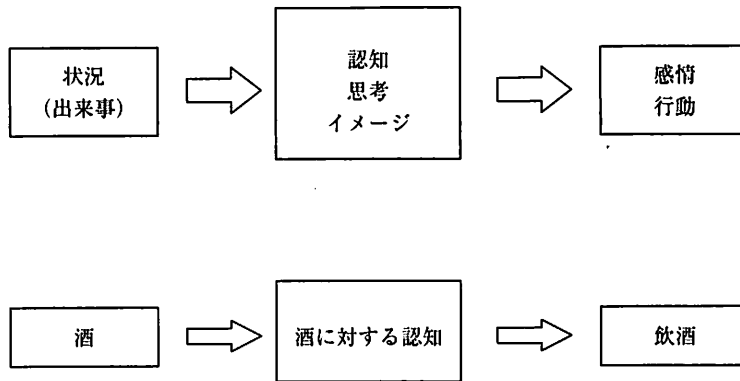 状況
(出来事)
認知
思考
イメージ
感情
行動
酒
酒に対する認知
飲酒